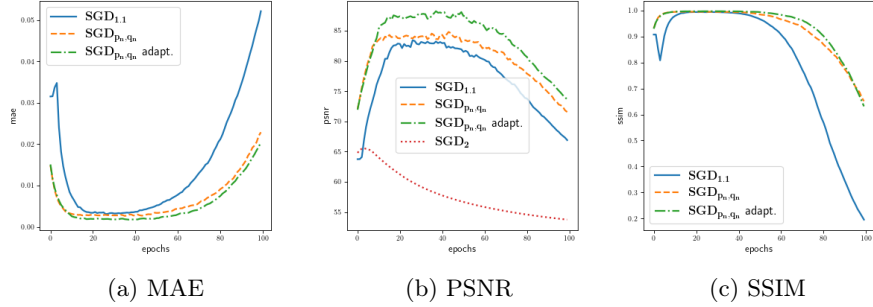 0.05
0.04
0.03
0.02
0.01
0.00
mae
SGD1.1
SGDpn,qn
SGDpn,qn adapt.
0 20 40 60 80 100
epochs
(a) MAE
85
80
75
70
65
60
55
psnr
SGD1.1
SGDpn,qn
SGDpn,qn adapt.
SGD2
0 20 40 60 80 100
epochs
(b) PSNR
1.0
0.9
0.8
0.7
0.6
0.5
0.4
0.3
0.2
ssim
SGD1.1
SGDpn,qn
SGDpn,qn adapt.
0 20 40 60 80 100
epochs
(c) SSIM